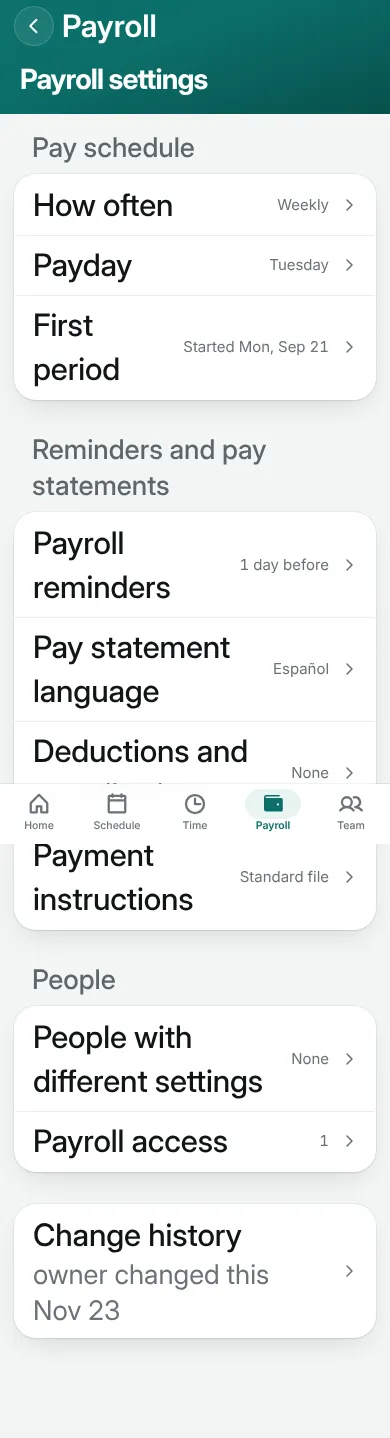 Payroll
Payroll settings
Pay schedule
How often
Weekly
Payday
Tuesday
First
period
Started Mon, Sep 21
Reminders and pay
statements
Payroll
reminders
1 day before
Pay statement
language
Español
Deductions and
None
Home
Schedule
Time
Payroll
Team
Payment
instructions
Standard file
People
People with
different settings
None
Payroll access
1
Change history
owner changed this
Nov 23